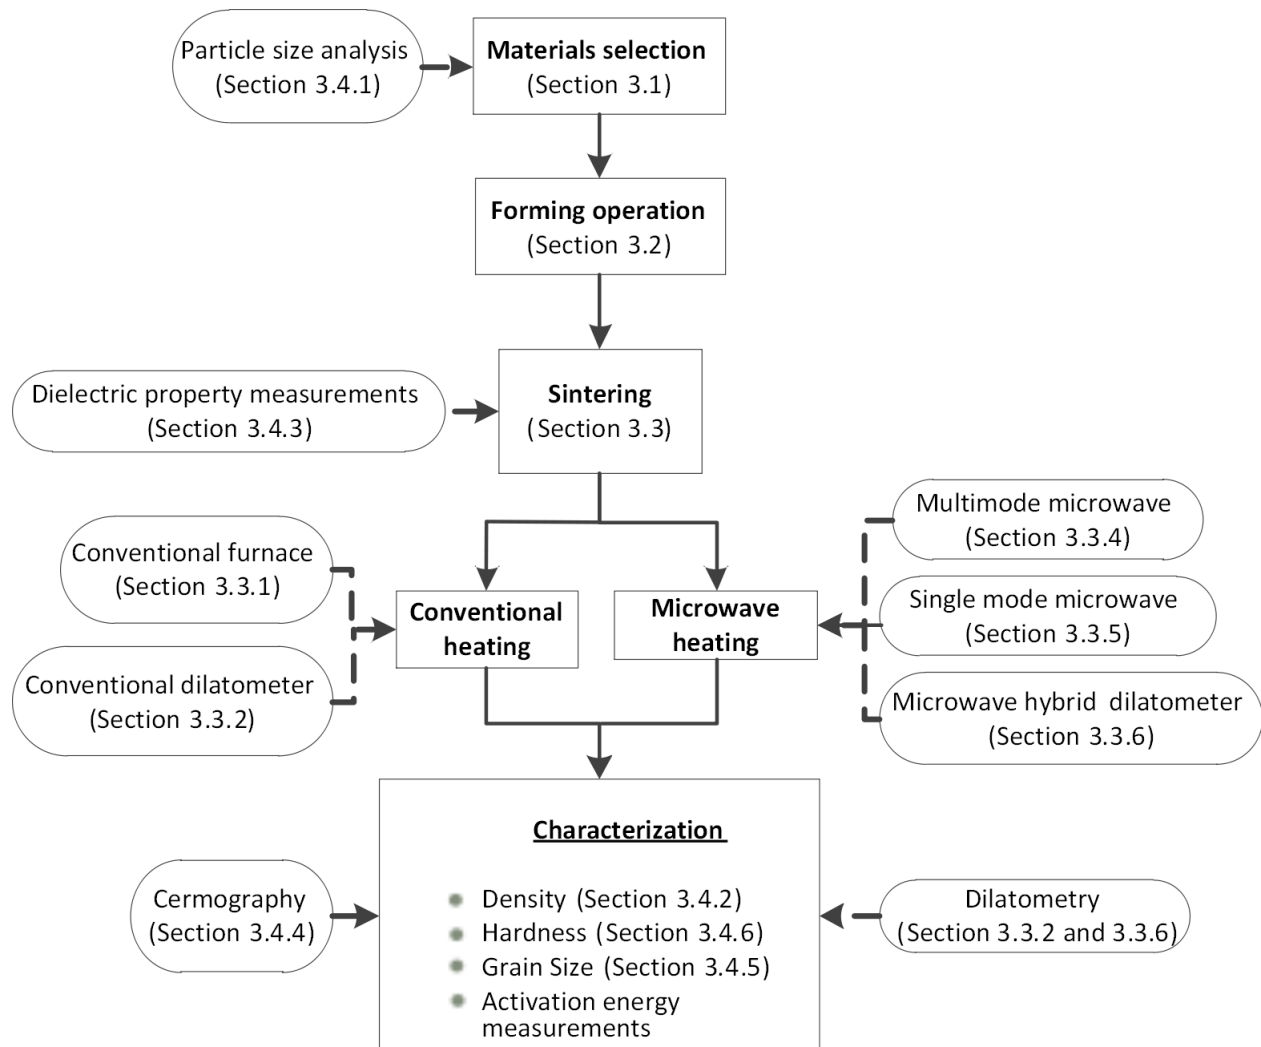 Particle size analysis
(Section 3.4.1)
Materials selection
(Section 3.1)
Forming operation
(Section 3.2)
Dielectric property measurements
(Section 3.4.3)
Sintering
(Section 3.3)
Conventional furnace
(Section 3.3.1)
Conventional dilatometer
(Section 3.3.2)
Conventional
heating
Microwave
heating
Multimode microwave
(Section 3.3.4)
Single mode microwave
(Section 3.3.5)
Microwave hybrid dilatometer
(Section 3.3.6)
Characterization
Density (Section 3.4.2)
Hardness (Section 3.4.6)
Grain Size (Section 3.4.5)
Activation energy
measurements
Cermography
(Section 3.4.4)
Dilatometry
(Section 3.3.2 and 3.3.6)